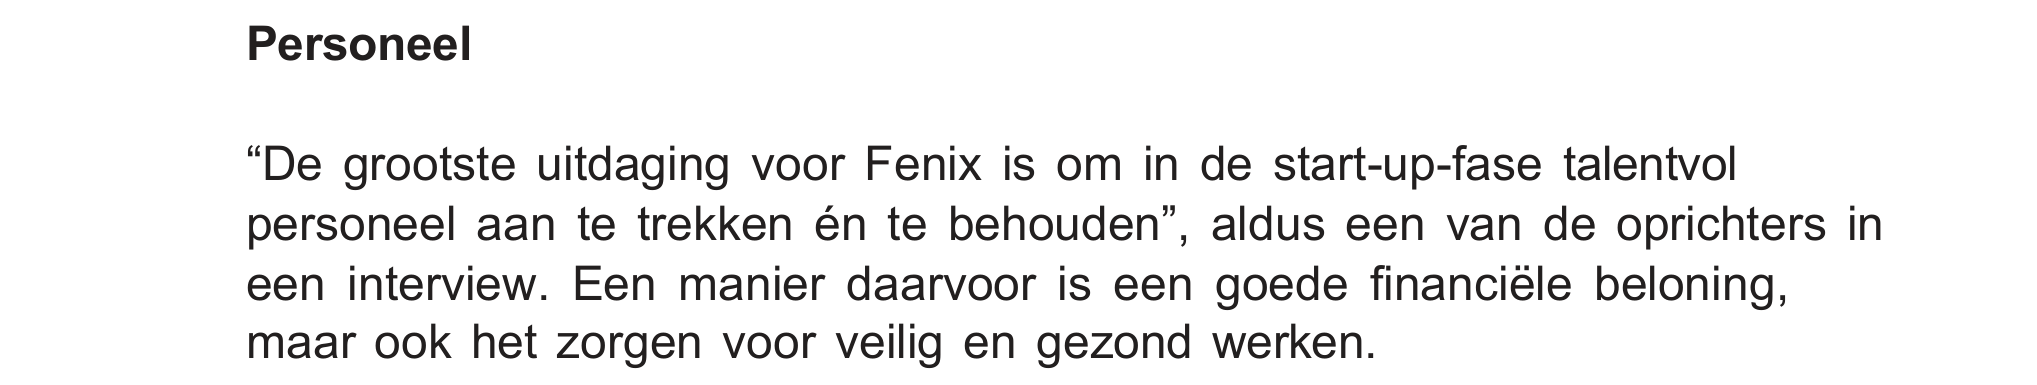 Personeel
“De grootste uitdaging voor Fenix is om in de start-up-fase talentvol
personeel aan te trekken én te behouden”, aldus een van de oprichters in
een interview. Een manier daarvoor is een goede financiële beloning,
maar ook het zorgen voor veilig en gezond werken.